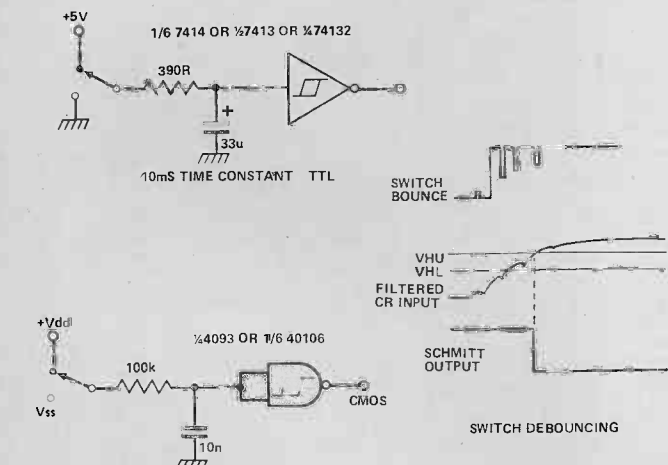 +5V
1/6 7414 OR ½7413 OR ¼74132
390R
+
33u
10mS TIME CONSTANT TTL
SWITCH
BOUNCE
VHU
VHL
FILTERED
CR INPUT
SCHMITT
OUTPUT
SWITCH DEBOUNCING
+Vdd
¼4093 OR 1/6 40106
100k
Vss
CMOS
10n